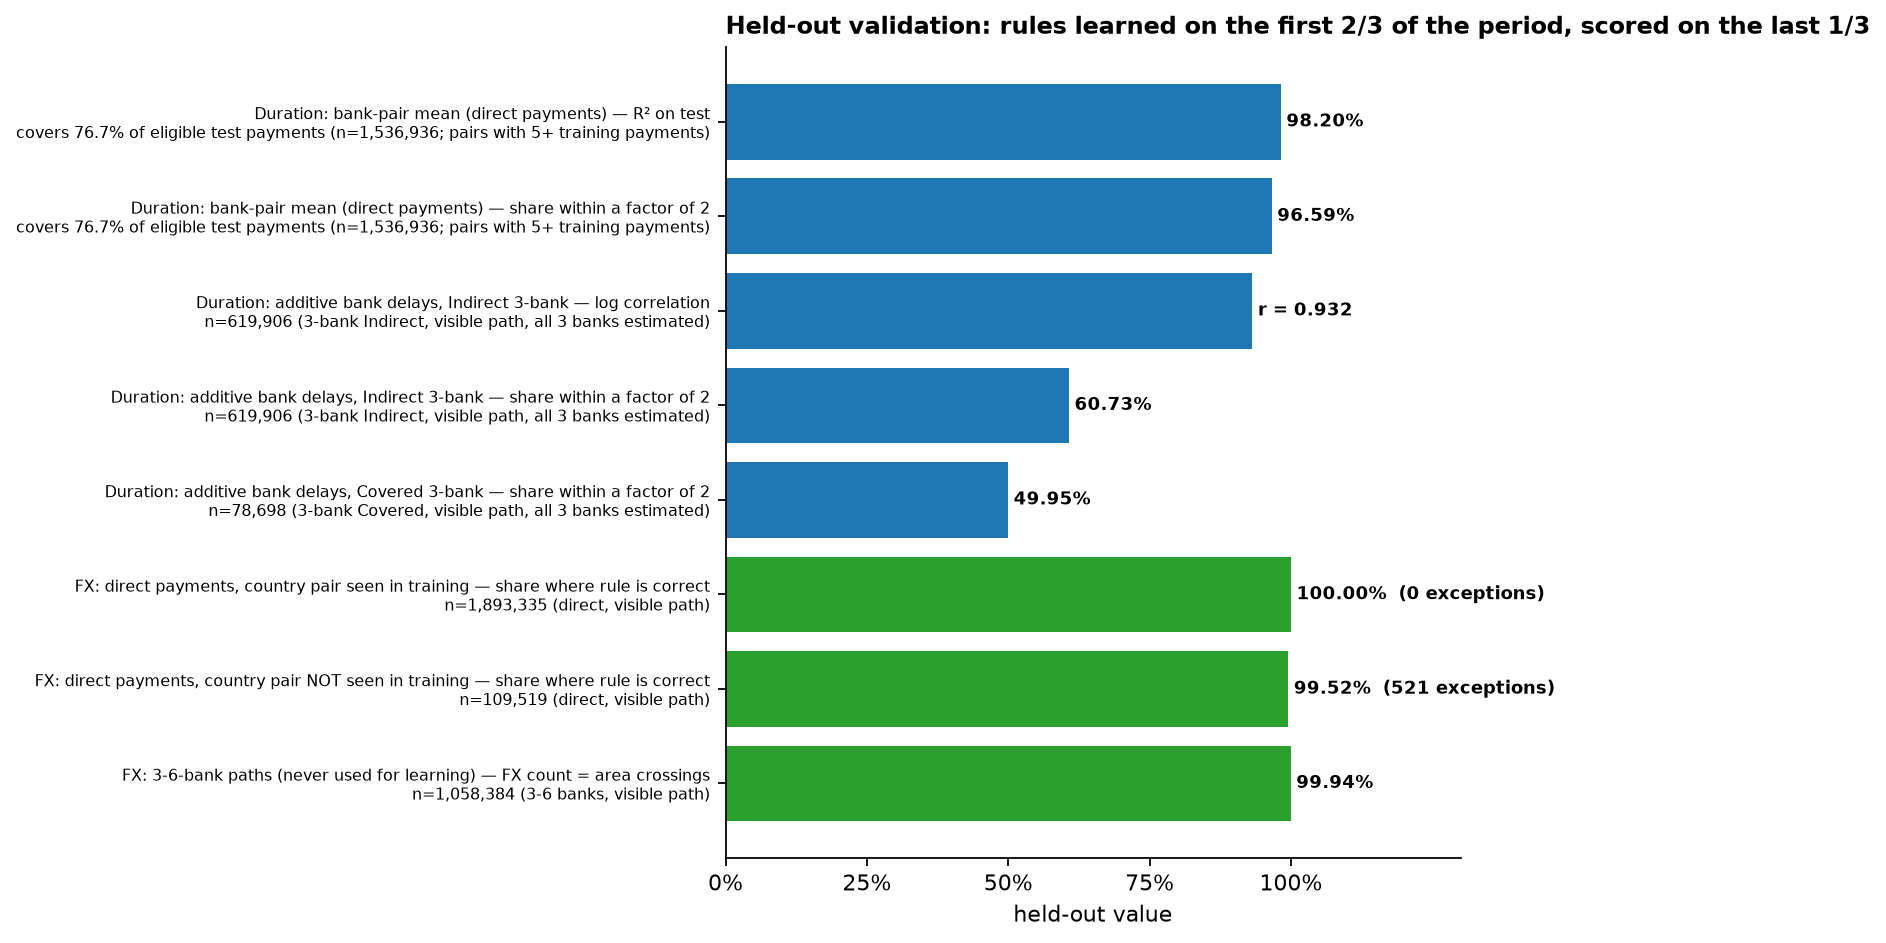 Held-out validation: rules learned on the first 2/3 of the period, scored on the last 1/3
Duration: bank-pair mean (direct payments) — R² on test
covers 76.7% of eligible test payments (n=1,536,936; pairs with 5+ training payments)
98.20%
Duration: bank-pair mean (direct payments) — share within a factor of 2
covers 76.7% of eligible test payments (n=1,536,936; pairs with 5+ training payments)
96.59%
Duration: additive bank delays, Indirect 3-bank — log correlation
n=619,906 (3-bank Indirect, visible path, all 3 banks estimated)
r = 0.932
Duration: additive bank delays, Indirect 3-bank — share within a factor of 2
n=619,906 (3-bank Indirect, visible path, all 3 banks estimated)
60.73%
Duration: additive bank delays, Covered 3-bank — share within a factor of 2
n=78,698 (3-bank Covered, visible path, all 3 banks estimated)
49.95%
FX: direct payments, country pair seen in training — share where rule is correct
n=1,893,335 (direct, visible path)
100.00% (0 exceptions)
FX: direct payments, country pair NOT seen in training — share where rule is correct
n=109,519 (direct, visible path)
99.52% (521 exceptions)
FX: 3-6-bank paths (never used for learning) — FX count = area crossings
n=1,058,384 (3-6 banks, visible path)
99.94%
0% 25% 50% 75% 100%
held-out value